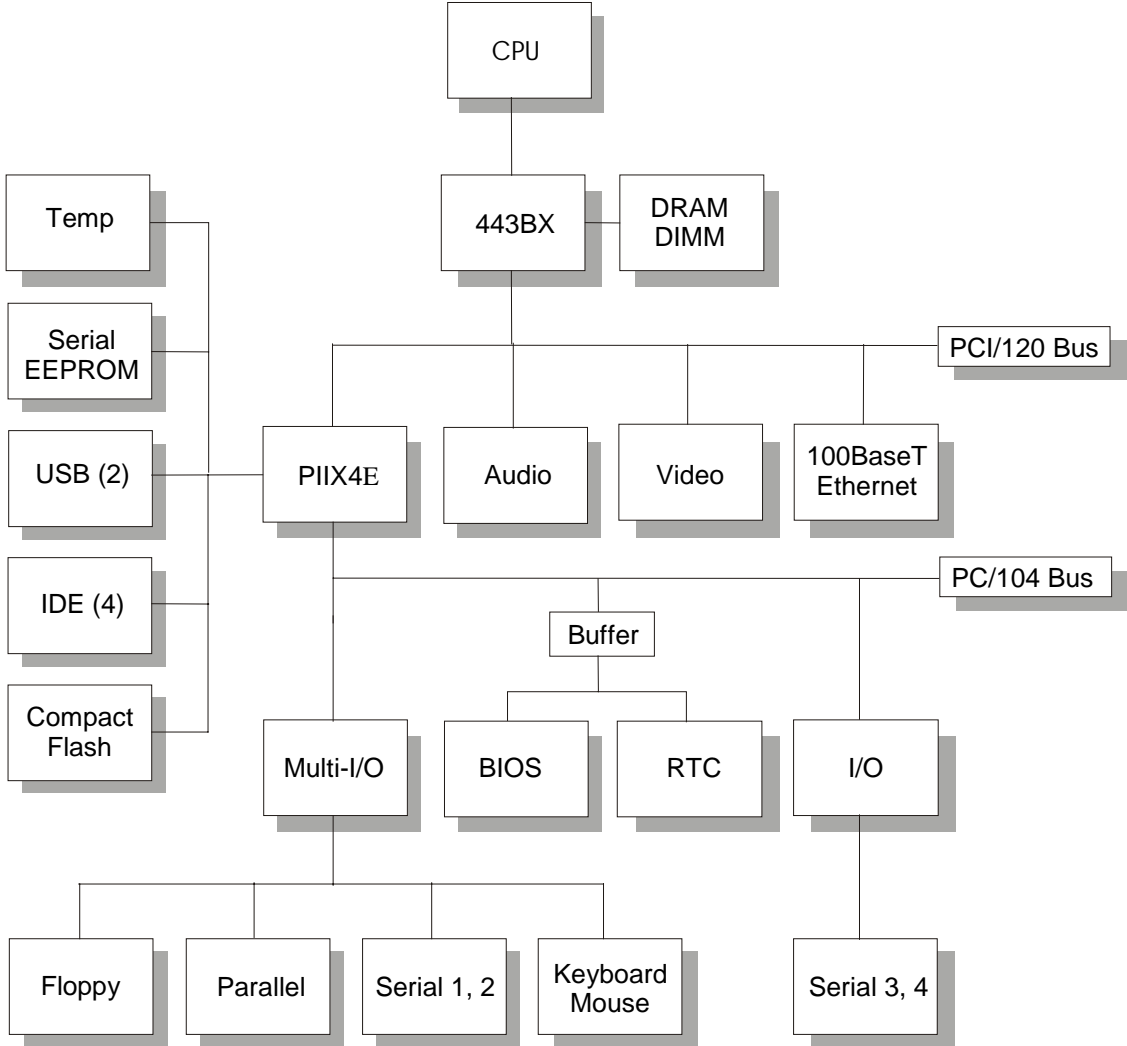 CPU
Temp
443BX
DRAM
DIMM
Serial
EEPROM
PCI/120 Bus
USB (2)
PIIX4E
Audio
Video
100BaseT
Ethernet
IDE (4)
PC/104 Bus
Buffer
Compact
Flash
Multi-I/O
BIOS
RTC
I/O
Floppy
Parallel
Serial 1, 2
Keyboard
Mouse
Serial 3, 4